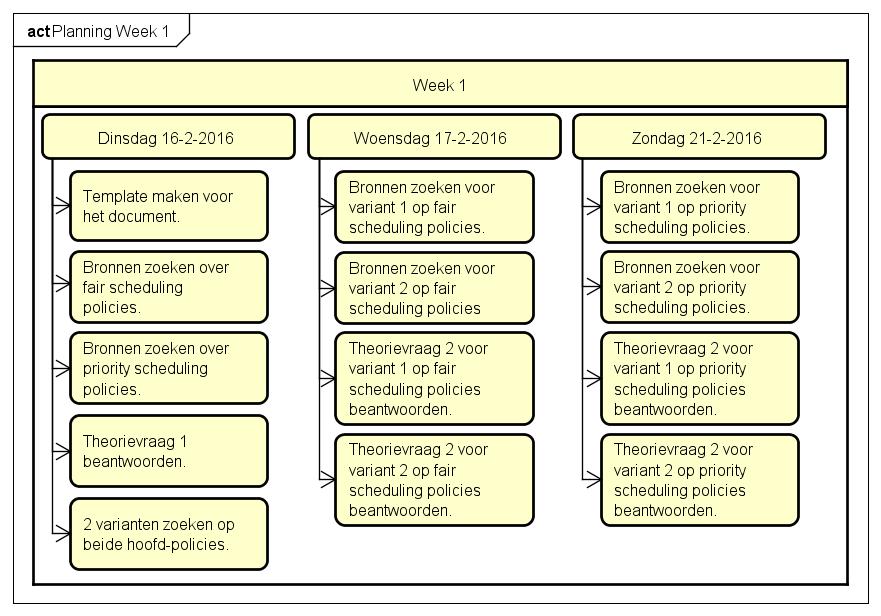 act Planning Week 1
Week 1
Dinsdag 16-2-2016
Template maken voor
het document.
Bronnen zoeken over
fair scheduling
policies.
Bronnen zoeken over
priority scheduling
policies.
Theorievraag 1
beantwoorden.
2 varianten zoeken op
beide hoofd-policies.
Woensdag 17-2-2016
Bronnen zoeken voor
variant 1 op fair
scheduling policies.
Bronnen zoeken voor
variant 2 op fair
scheduling policies
Theorievraag 2 voor
variant 1 op fair
scheduling policies
beantwoorden.
Theorievraag 2 voor
variant 2 op fair
scheduling policies
beantwoorden.
Zondag 21-2-2016
Bronnen zoeken voor
variant 1 op priority
scheduling policies.
Bronnen zoeken voor
variant 2 op priority
scheduling policies.
Theorievraag 2 voor
variant 1 op priority
scheduling policies
beantwoorden.
Theorievraag 2 voor
variant 2 op priority
scheduling policies
beantwoorden.